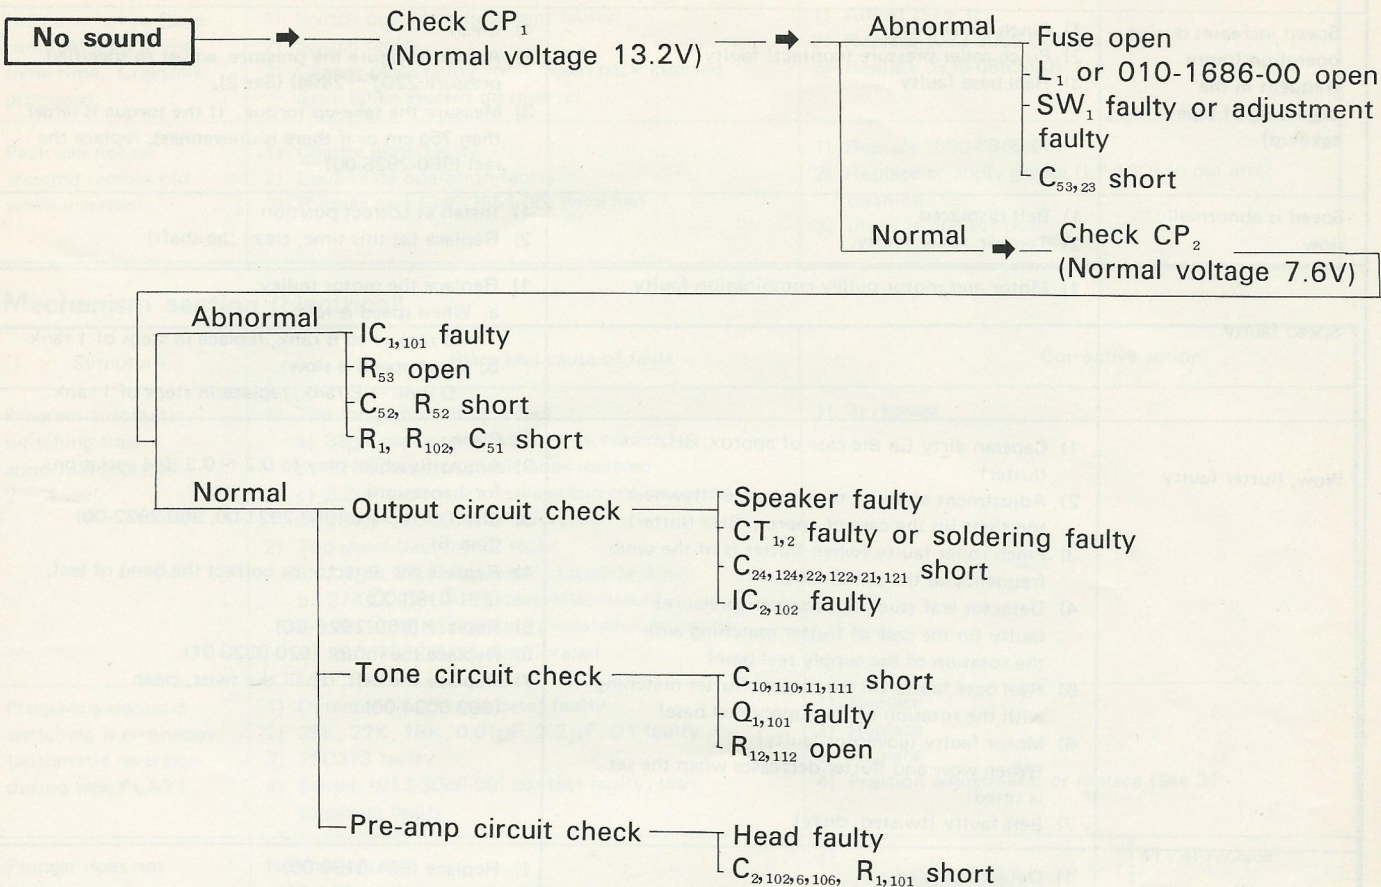 No sound
Check CP₁
(Normal voltage 13.2V)
Abnormal
Fuse open
L₁ or 010-1686-00 open
SW₁ faulty or adjustment
faulty
C₅₃,₂₃ short
Normal
Check CP₂
(Normal voltage 7.6V)
Abnormal
IC₁,₁₀₁ faulty
R₅₃ open
C₅₂, R₅₂ short
R₁, R₁₀₂, C₅₁ short
Normal
Output circuit check
Speaker faulty
CT₁,₂ faulty or soldering faulty
C₂₄,₁₂₄,₂₂,₁₂₂,₂₁,₁₂₁ short
IC₂,₁₀₂ faulty
Tone circuit check
C₁₀,₁₁₀,₁₁,₁₁₁ short
Q₁,₁₀₁ faulty
R₁₂,₁₁₂ open
Pre-amp circuit check
Head faulty
C₂,₁₀₂,₆,₁₀₆, R₁,₁₀₁ short